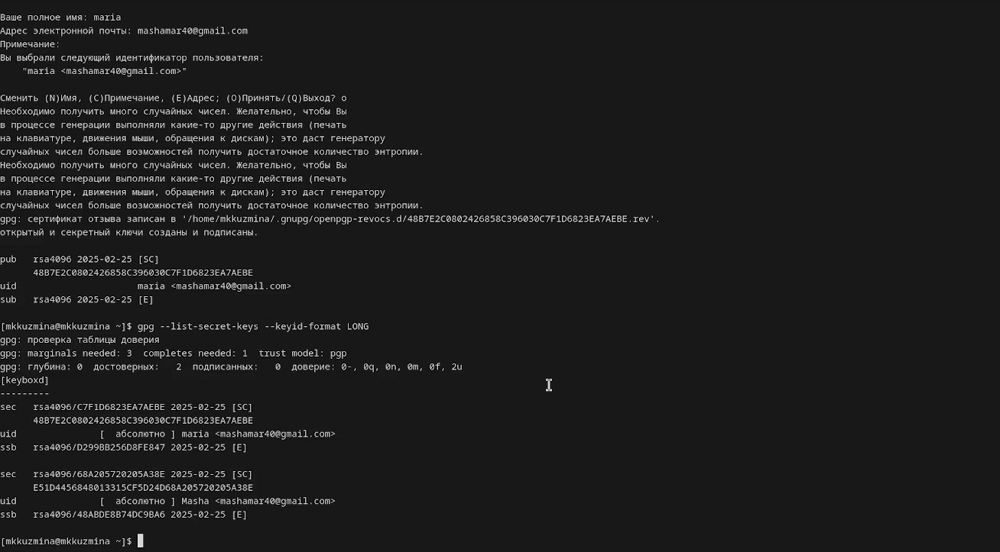 Ваше полное имя: maria
Адрес электронной почты: mashamar40@gmail.com
Примечание:
Вы выбрали следующий идентификатор пользователя:
    "maria <mashamar40@gmail.com>"

Сменить (N)Имя, (C)Примечание, (E)Адрес; (O)Принять/(Q)Выход? o
Необходимо получить много случайных чисел. Желательно, чтобы Вы
в процессе генерации выполняли какие-то другие действия (печать
на клавиатуре, движения мыши, обращения к дискам); это даст генератору
случайных чисел больше возможностей получить достаточное количество энтропии.
Необходимо получить много случайных чисел. Желательно, чтобы Вы
в процессе генерации выполняли какие-то другие действия (печать
на клавиатуре, движения мыши, обращения к дискам); это даст генератору
случайных чисел больше возможностей получить достаточное количество энтропии.
gpg: сертификат отзыва записан в '/home/mkkuzmina/.gnupg/openpgp-revocs.d/48B7E2C0802426858C396030C7F1D6823EA7AEBE.rev'.
открытый и секретный ключи созданы и подписаны.

pub   rsa4096 2025-02-25 [SC]
      48B7E2C0802426858C396030C7F1D6823EA7AEBE
uid                      maria <mashamar40@gmail.com>
sub   rsa4096 2025-02-25 [E]

[mkkuzmina@mkkuzmina ~]$ gpg --list-secret-keys --keyid-format LONG
gpg: проверка таблицы доверия
gpg: marginals needed: 3  completes needed: 1  trust model: pgp
gpg: глубина: 0  достоверных:   2  подписанных:   0  доверие: 0-, 0q, 0n, 0m, 0f, 2u
[keyboxd]
---------
sec   rsa4096/C7F1D6823EA7AEBE 2025-02-25 [SC]
      48B7E2C0802426858C396030C7F1D6823EA7AEBE
uid               [  абсолютно ] maria <mashamar40@gmail.com>
ssb   rsa4096/D299BB256D8FE847 2025-02-25 [E]

sec   rsa4096/68A205720205A38E 2025-02-25 [SC]
      E51D4456848013315CF5D24D68A205720205A38E
uid               [  абсолютно ] Masha <mashamar40@gmail.com>
ssb   rsa4096/48ABDE8B74DC9BA6 2025-02-25 [E]

[mkkuzmina@mkkuzmina ~]$